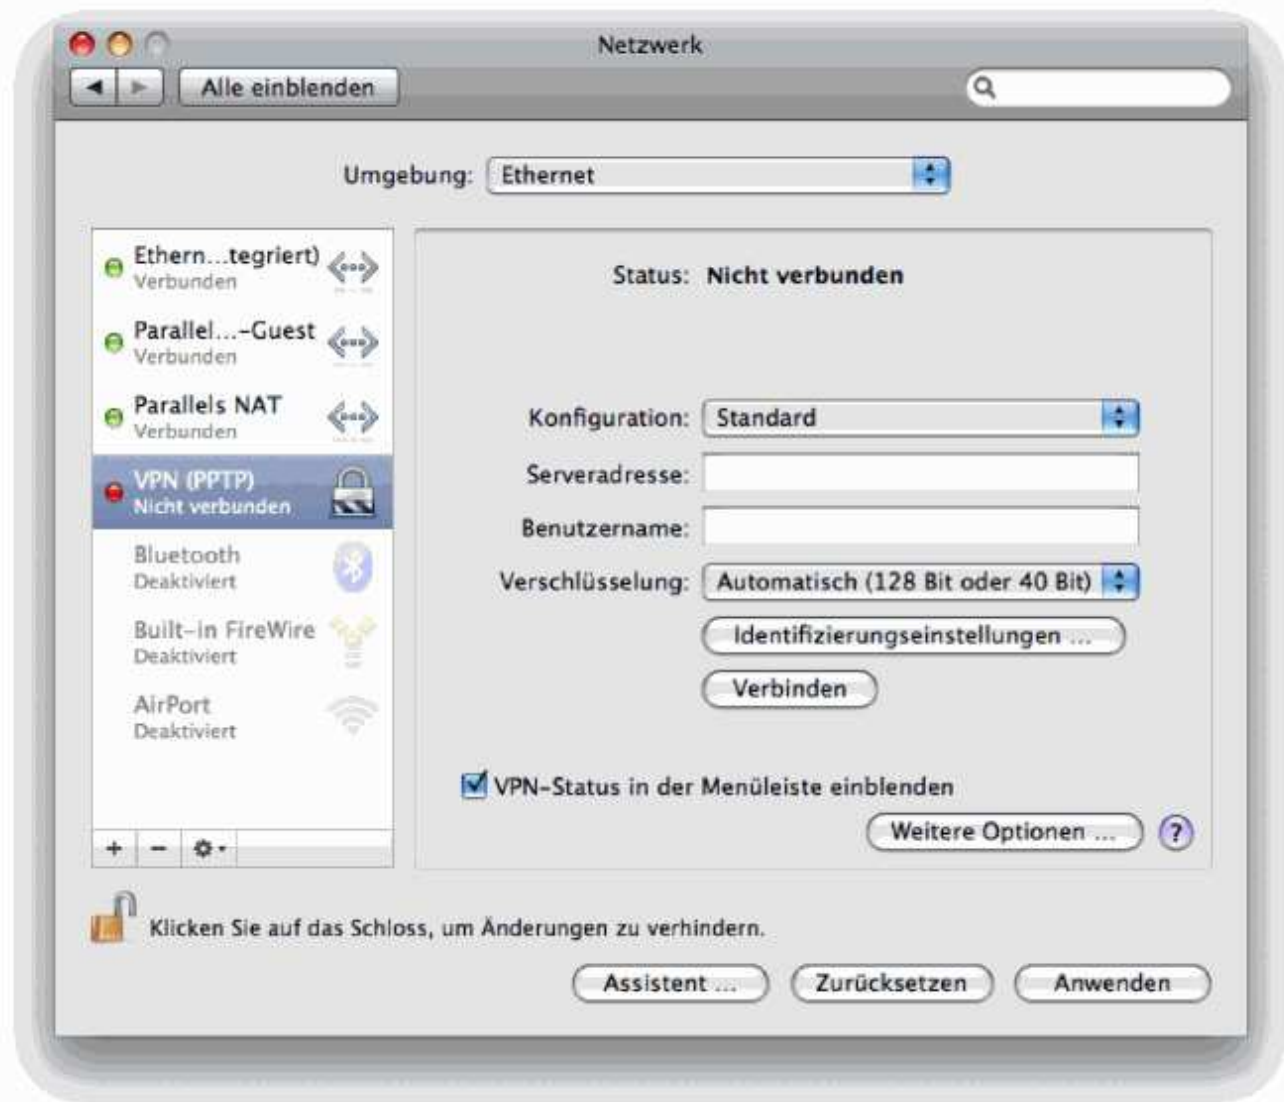 Netzwerk
Alle einblenden
Umgebung: Ethernet
Ethern...tegriert)
Verbunden
Parallel...-Guest
Verbunden
Parallels NAT
Verbunden
VPN (PPTP)
Nicht verbunden
Bluetooth
Deaktiviert
Built-in FireWire
Deaktiviert
AirPort
Deaktiviert
Status: Nicht verbunden
Konfiguration: Standard
Serveradresse:
Benutzername:
Verschlüsselung: Automatisch (128 Bit oder 40 Bit)
Identifizierungseinstellungen ...
Verbinden
VPN-Status in der Menüleiste einblenden
Weitere Optionen ... ?
Klicken Sie auf das Schloss, um Änderungen zu verhindern.
Assistent ... Zurücksetzen Anwenden